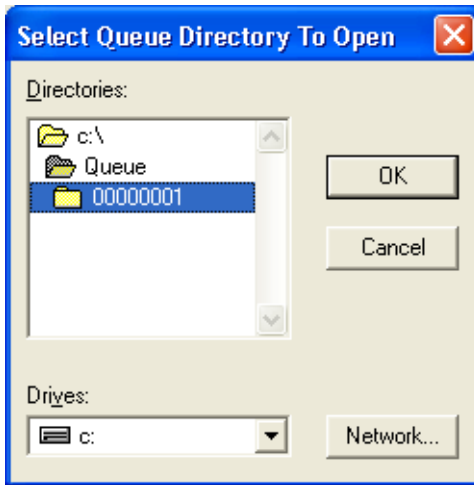 Select Queue Directory To Open
Directories:
c:\
Queue
00000001
OK
Cancel
Drives:
c:
Network...